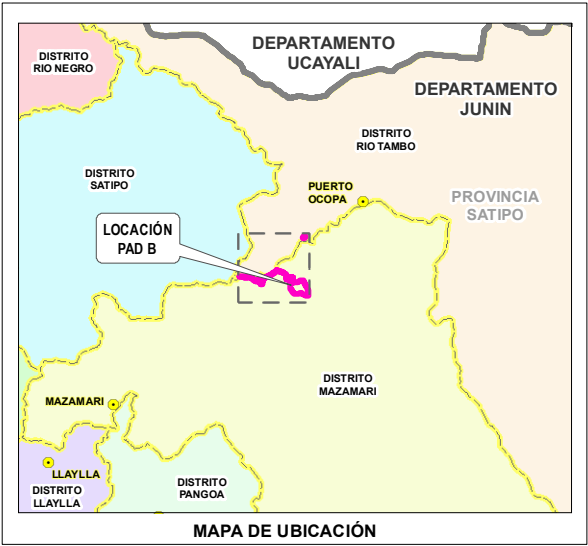 DEPARTAMENTO
UCAYALI
DISTRITO
RIO NEGRO
DEPARTAMENTO
JUNIN
DISTRITO
RIO TAMBO
DISTRITO
SATIPO
PUERTO
OCOPA
PROVINCIA
SATIPO
LOCACIÓN
PAD B
DISTRITO
MAZAMARI
MAZAMARI
LLAYLLA
DISTRITO
LLAYLLA
DISTRITO
PANGOA
MAPA DE UBICACIÓN